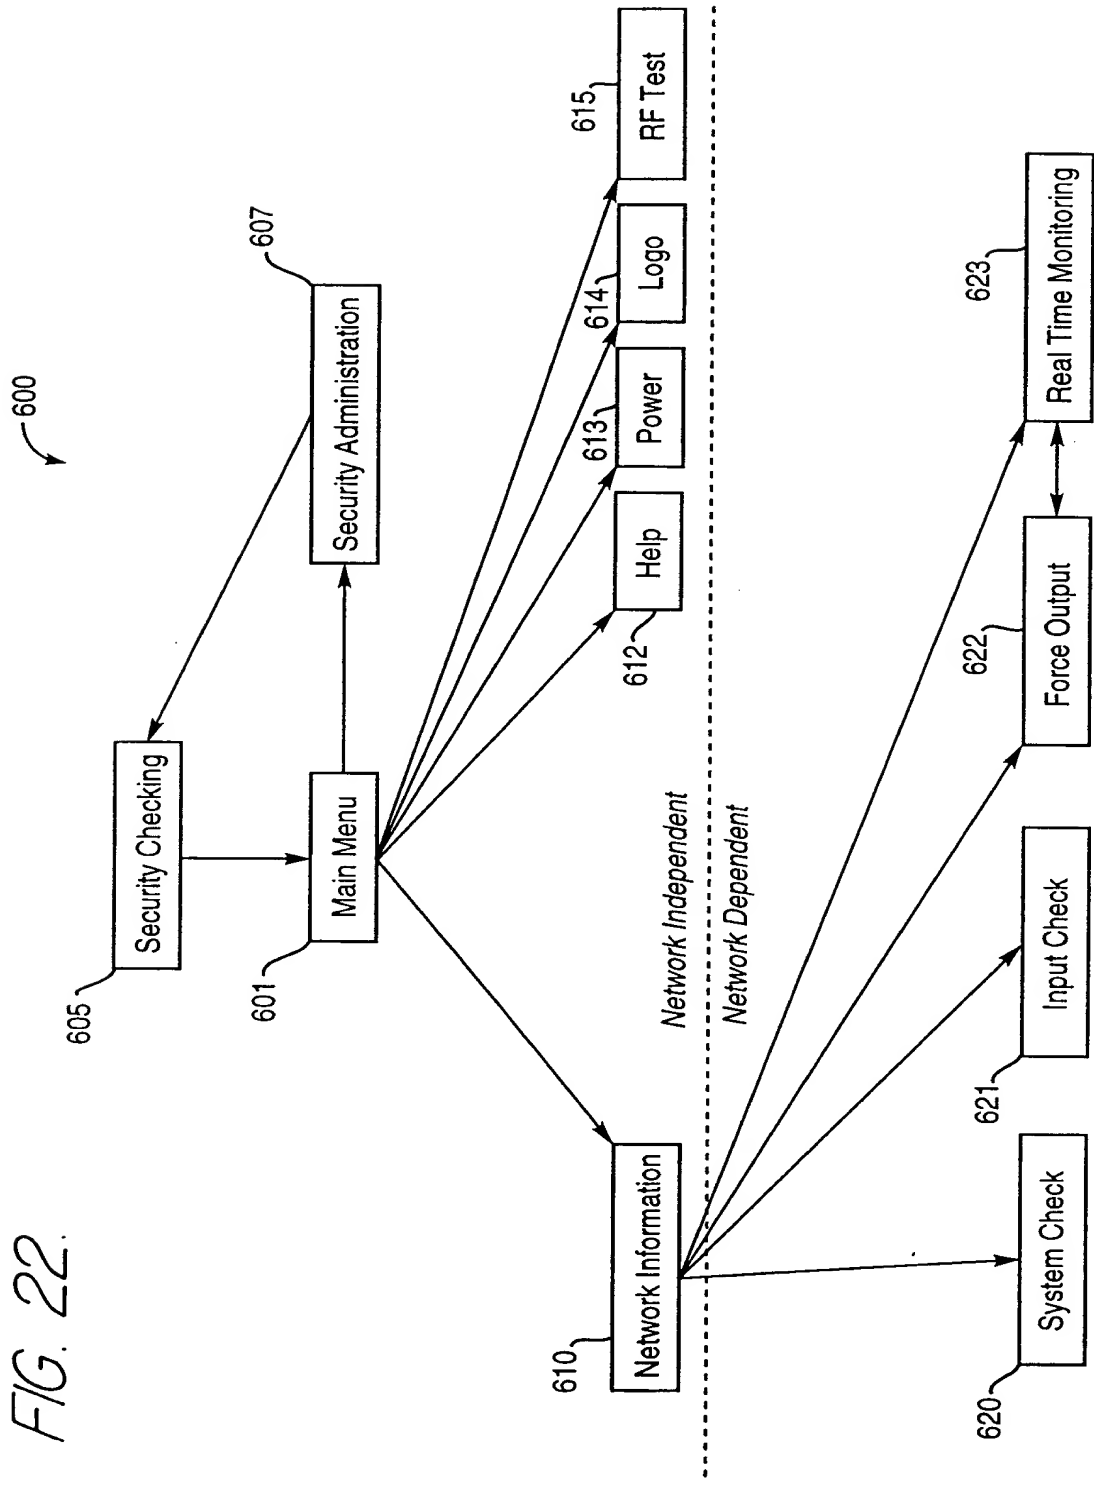 FIG. 22.
600
605
Security Checking
607
601
Main Menu
Security Administration
610
Network Information
612
Help
613
Power
614
Logo
615
RF Test
Network Independent
Network Dependent
620
System Check
621
Input Check
622
Force Output
623
Real Time Monitoring